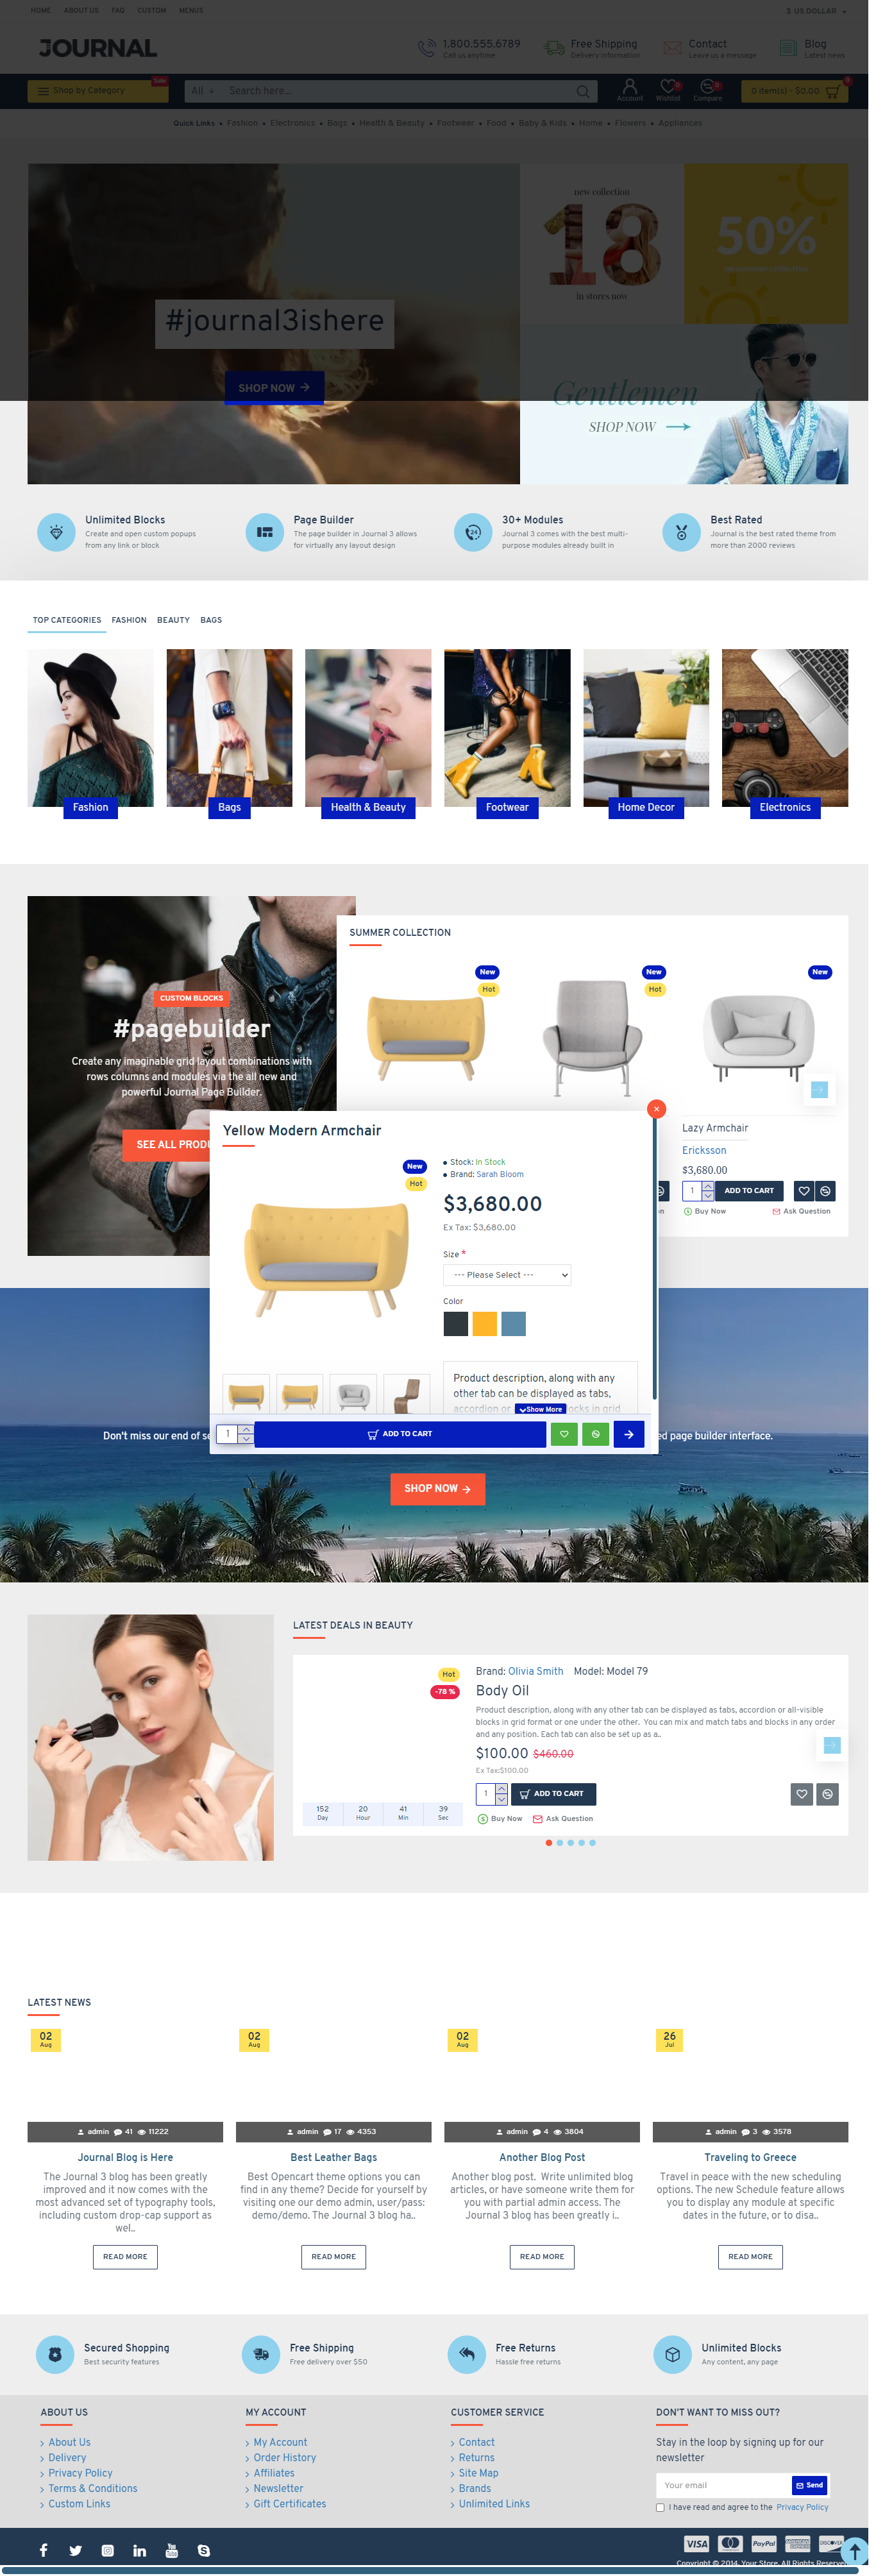 HOME ABOUT US FAQ CUSTOM MENUS
$ US DOLLAR
JOURNAL
1.800.555.6789
Call us anytime
Free Shipping
Delivery information
Contact
Leave us a message
Blog
Latest news
Shop by Category
Sale
All
Search here...
Account
Wishlist
0
Compare
0
0 item(s) - $0.00
0
Quick Links • Fashion • Electronics • Bags • Health & Beauty • Footwear • Food • Baby & Kids • Home • Flowers • Appliances
#journal3ishere
SHOP NOW
new collection
18
in stores now
50%
Gentlemen
SHOP NOW
Unlimited Blocks
Create and open custom popups
from any link or block
Page Builder
The page builder in Journal 3 allows
for virtually any layout design
30+ Modules
Journal 3 comes with the best multi-
purpose modules already built in
24
Best Rated
Journal is the best rated theme from
more than 2000 reviews
TOP CATEGORIES FASHION BEAUTY BAGS
Fashion
Bags
Health & Beauty
Footwear
Home Decor
Electronics
CUSTOM BLOCKS
#pagebuilder
Create any imaginable grid layout combinations with
rows columns and modules via the all new and
powerful Journal Page Builder.
SEE ALL PRODU
SUMMER COLLECTION
New
Hot
New
Hot
New
Lazy Armchair
Ericksson
$3,680.00
1
ADD TO CART
on
Buy Now
Ask Question
Yellow Modern Armchair
New
Hot
Stock: In Stock
Brand: Sarah Bloom
$3,680.00
Ex Tax: $3,680.00
Size *
--- Please Select ---
Color
Product description, along with any
other tab can be displayed as tabs,
accordion or
Show More
ocks in grid
1
ADD TO CART
Don't miss our end of se
ed page builder interface.
SHOP NOW
LATEST DEALS IN BEAUTY
Hot
-78 %
152
Day
20
Hour
41
Min
39
Sec
Brand: Olivia Smith Model: Model 79
Body Oil
Product description, along with any other tab can be displayed as tabs, accordion or all-visible
blocks in grid format or one under the other. You can mix and match tabs and blocks in any order
and any position. Each tab can also be set up as a..
$100.00 $460.00
Ex Tax:$100.00
1
ADD TO CART
Buy Now
Ask Question
LATEST NEWS
02
Aug
02
Aug
02
Aug
26
Jul
admin 41 11222
admin 17 4353
admin 4 3804
admin 3 3578
Journal Blog is Here
The Journal 3 blog has been greatly
improved and it now comes with the
most advanced set of typography tools,
including custom drop-cap support as
wel..
READ MORE
Best Leather Bags
Best Opencart theme options you can
find in any theme? Decide for yourself by
visiting one our demo admin, user/pass:
demo/demo. The Journal 3 blog ha..
READ MORE
Another Blog Post
Another blog post. Write unlimited blog
articles, or have someone write them for
you with partial admin access. The
Journal 3 blog has been greatly i..
READ MORE
Traveling to Greece
Travel in peace with the new scheduling
options. The new Schedule feature allows
you to display any module at specific
dates in the future, or to disa..
READ MORE
Secured Shopping
Best security features
Free Shipping
Free delivery over $50
Free Returns
Hassle free returns
Unlimited Blocks
Any content, any page
ABOUT US
About Us
Delivery
Privacy Policy
Terms & Conditions
Custom Links
MY ACCOUNT
My Account
Order History
Affiliates
Newsletter
Gift Certificates
CUSTOMER SERVICE
Contact
Returns
Site Map
Brands
Unlimited Links
DON'T WANT TO MISS OUT?
Stay in the loop by signing up for our
newsletter
Your email
Send
I have read and agree to the Privacy Policy
VISA
MasterCard
PayPal
AMERICAN EXPRESS
DISCOVER
Copyright © 2014, Your Store, All Rights Reserved